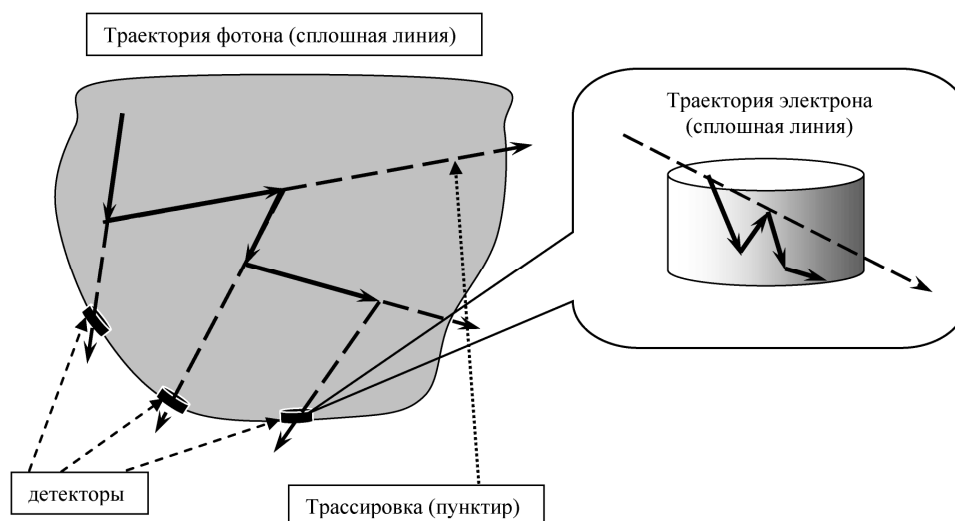 Траектория фотона (сплошная линия)
Траектория электрона
(сплошная линия)
детекторы
Трассировка (пунктир)